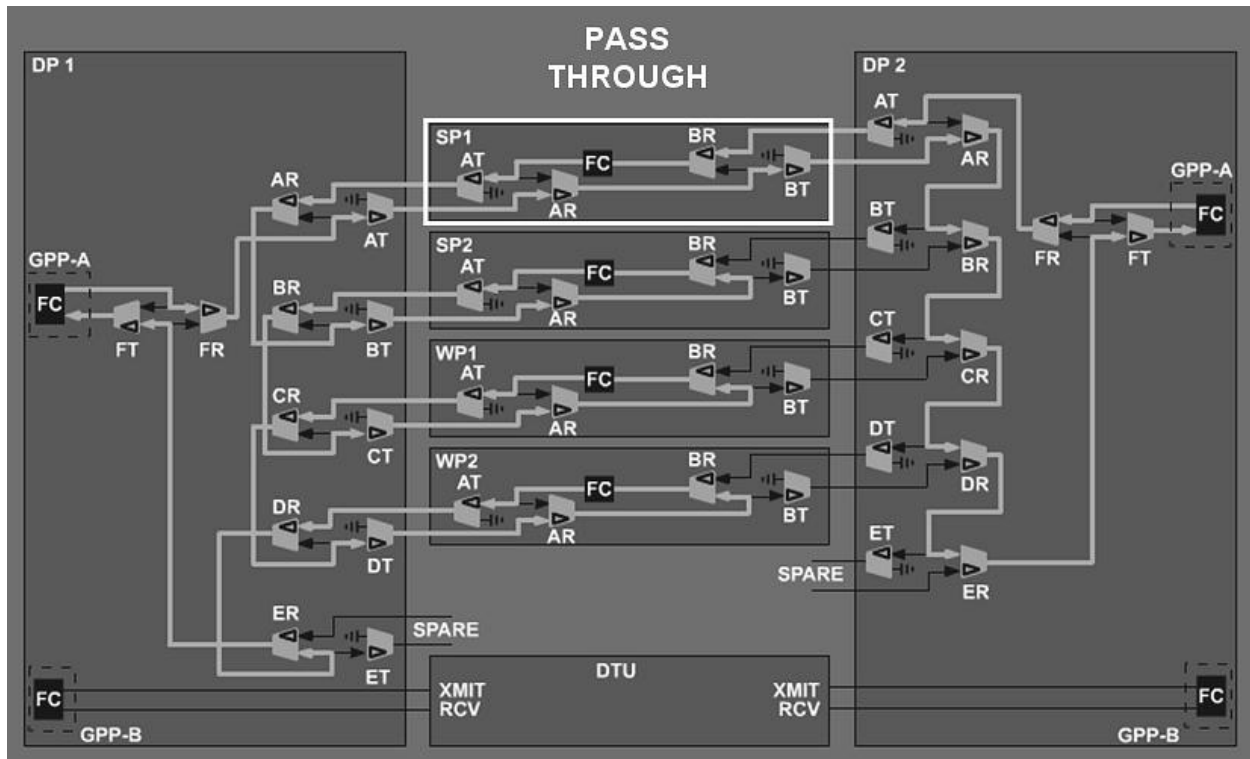 PASS
THROUGH
DP 1
DP 2
SP1
AT
FC
BR
BT
AR
AR
AT
AT
AR
GPP-A
FC
SP2
AT
FC
BR
BT
AR
BT
BR
FR
FT
GPP-A
FC
FT
FR
BR
BT
WP1
AT
FC
BR
BT
AR
CT
CR
CR
CT
WP2
AT
FC
BR
BT
AR
DT
DR
DR
DT
SPARE
ET
ER
ER
ET
SPARE
DTU
XMIT
RCV
XMIT
RCV
FC
GPP-B
FC
GPP-B